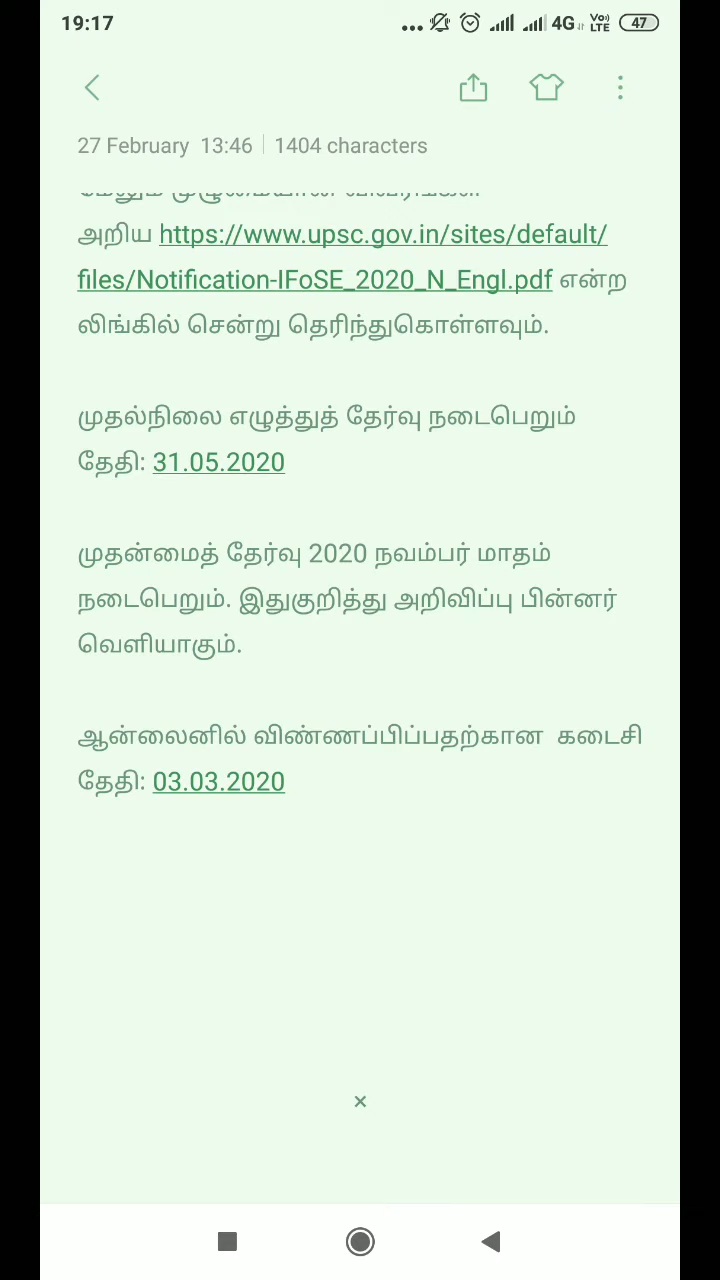 19:17
... 4G Vo) LTE 47
27 February 13:46 | 1404 characters
அறிய https://www.upsc.gov.in/sites/default/
files/Notification-IFoSE_2020_N_Engl.pdf என்ற
லிங்கில் சென்று தெரிந்துகொள்ளவும்.
முதல்நிலை எழுத்துத் தேர்வு நடைபெறும்
தேதி: 31.05.2020
முதன்மைத் தேர்வு 2020 நவம்பர் மாதம்
நடைபெறும். இதுகுறித்து அறிவிப்பு பின்னர்
வெளியாகும்.
ஆன்லைனில் விண்ணப்பிப்பதற்கான கடைசி
தேதி: 03.03.2020